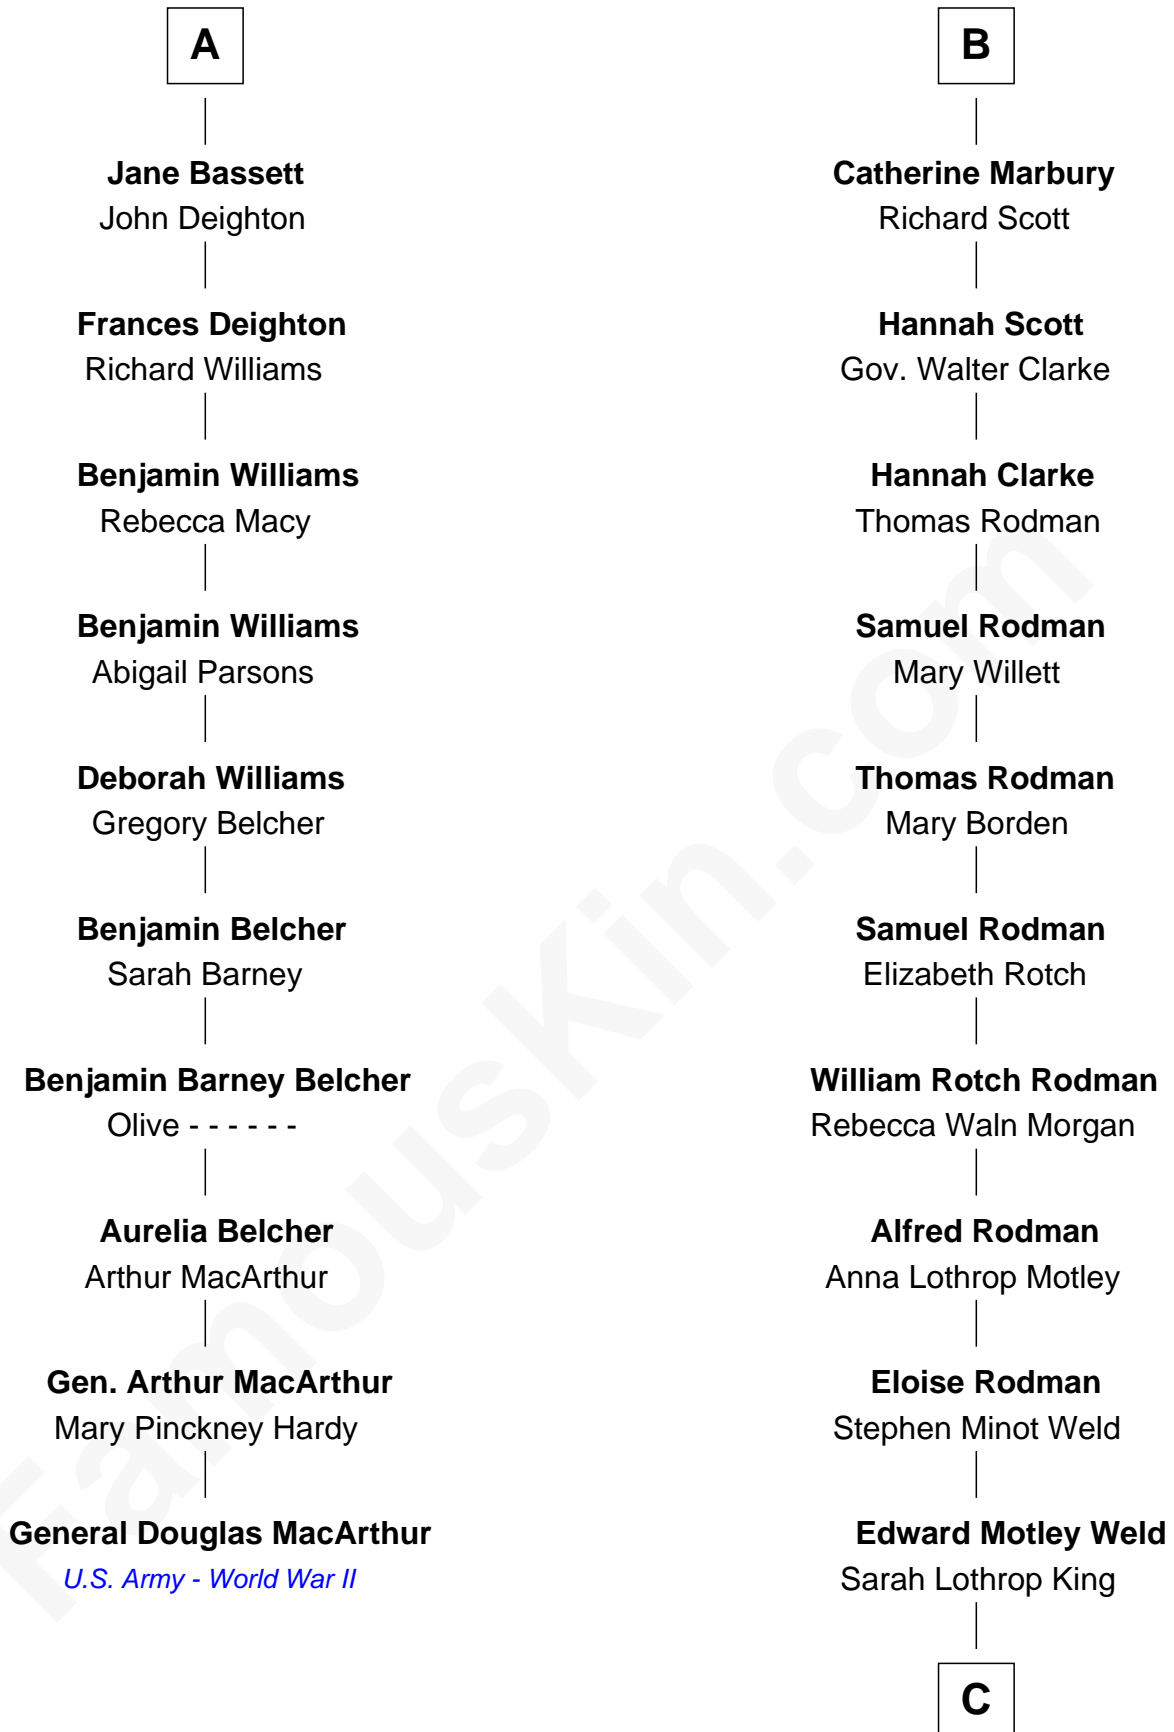 A
Jane Bassett
John Deighton
Frances Deighton
Richard Williams
Benjamin Williams
Rebecca Macy
Benjamin Williams
Abigail Parsons
Deborah Williams
Gregory Belcher
Benjamin Belcher
Sarah Barney
Benjamin Barney Belcher
Olive - - - - - -
Aurelia Belcher
Arthur MacArthur
Gen. Arthur MacArthur
Mary Pinckney Hardy
General Douglas MacArthur
U.S. Army - World War II
B
Catherine Marbury
Richard Scott
Hannah Scott
Gov. Walter Clarke
Hannah Clarke
Thomas Rodman
Samuel Rodman
Mary Willett
Thomas Rodman
Mary Borden
Samuel Rodman
Elizabeth Rotch
William Rotch Rodman
Rebecca Waln Morgan
Alfred Rodman
Anna Lothrop Motley
Eloise Rodman
Stephen Minot Weld
Edward Motley Weld
Sarah Lothrop King
C
FamousKin.com